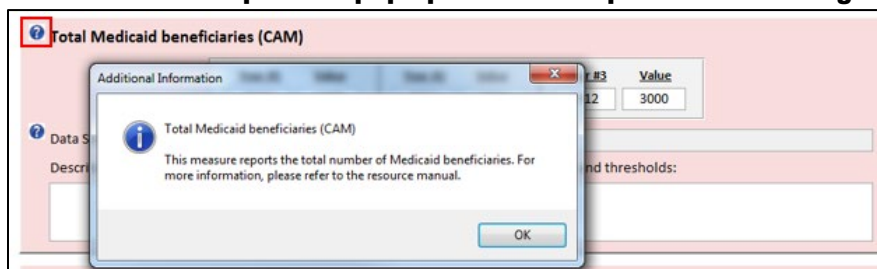 Total Medicaid beneficiaries (CAM)
Additional Information
r #3 Value
12 3000
Total Medicaid beneficiaries (CAM)
This measure reports the total number of Medicaid beneficiaries. For
more information, please refer to the resource manual.
Data S
Descri nd thresholds:
OK